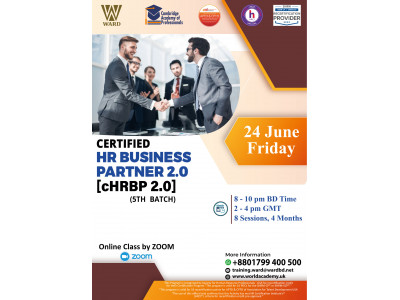 WARD
Cambridge
Academy of
Professionals
PROVIDER
24 June
Friday
CERTIFIED
HR BUSINESS
PARTNER 2.0
[cHRBP 2.0]
(5TH BATCH)
8 - 10 pm BD Time
2 - 4 pm GMT
8 Sessions, 4 Months
Online Class by ZOOM
zoom
More Information
+8801799 400 500
training.ward@wardbd.net
www.worldacademy.uk